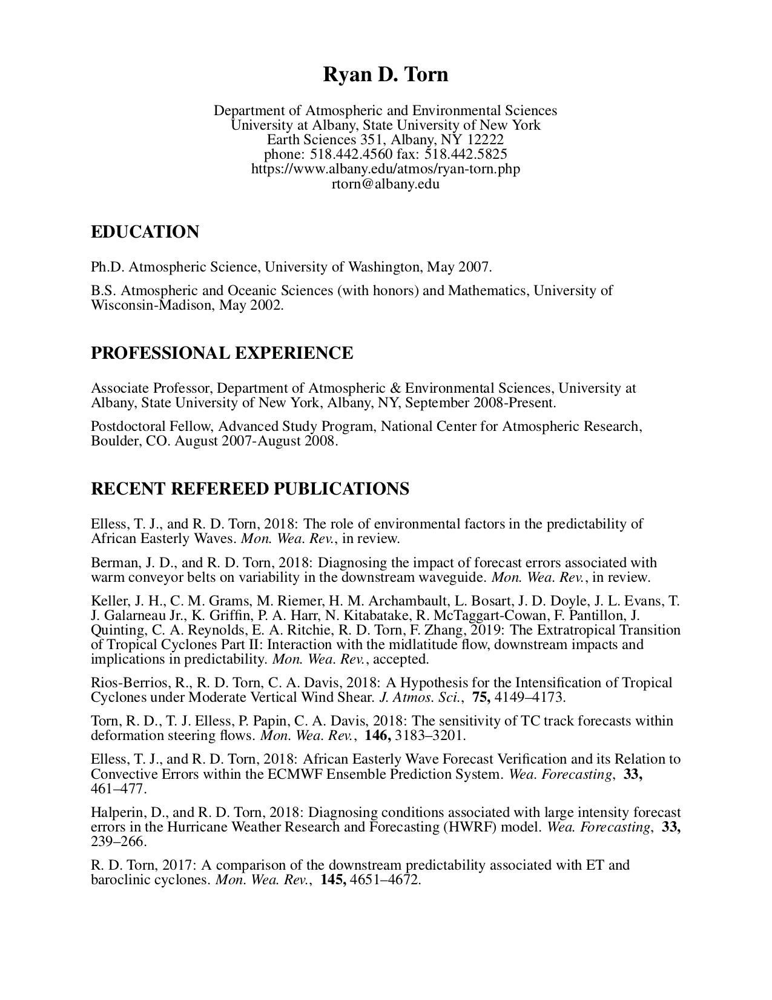 Ryan D. Torn
Department of Atmospheric and Environmental Sciences
University at Albany, State University of New York
Earth Sciences 351, Albany, NY 12222
phone: 518.442.4560 fax: 518.442.5825
https://www.albany.edu/atmos/ryan-torn.php
rtorn@albany.edu
EDUCATION
Ph.D. Atmospheric Science, University of Washington, May 2007.
B.S. Atmospheric and Oceanic Sciences (with honors) and Mathematics, University of
Wisconsin-Madison, May 2002.
PROFESSIONAL EXPERIENCE
Associate Professor, Department of Atmospheric & Environmental Sciences, University at
Albany, State University of New York, Albany, NY, September 2008-Present.
Postdoctoral Fellow, Advanced Study Program, National Center for Atmospheric Research,
Boulder, CO. August 2007-August 2008.
RECENT REFEREED PUBLICATIONS
Elless, T. J., and R. D. Torn, 2018: The role of environmental factors in the predictability of
African Easterly Waves. Mon. Wea. Rev., in review.
Berman, J. D., and R. D. Torn, 2018: Diagnosing the impact of forecast errors associated with
warm conveyor belts on variability in the downstream waveguide. Mon. Wea. Rev., in review.
Keller, J. H., C. M. Grams, M. Riemer, H. M. Archambault, L. Bosart, J. D. Doyle, J. L. Evans, T.
J. Galarneau Jr., K. Griffin, P. A. Harr, N. Kitabatake, R. McTaggart-Cowan, F. Pantillon, J.
Quinting, C. A. Reynolds, E. A. Ritchie, R. D. Torn, F. Zhang, 2019: The Extratropical Transition
of Tropical Cyclones Part II: Interaction with the midlatitude flow, downstream impacts and
implications in predictability. Mon. Wea. Rev., accepted.
Rios-Berrios, R., R. D. Torn, C. A. Davis, 2018: A Hypothesis for the Intensification of Tropical
Cyclones under Moderate Vertical Wind Shear. J. Atmos. Sci., 75, 4149–4173.
Torn, R. D., T. J. Elless, P. Papin, C. A. Davis, 2018: The sensitivity of TC track forecasts within
deformation steering flows. Mon. Wea. Rev., 146, 3183–3201.
Elless, T. J., and R. D. Torn, 2018: African Easterly Wave Forecast Verification and its Relation to
Convective Errors within the ECMWF Ensemble Prediction System. Wea. Forecasting, 33,
461–477.
Halperin, D., and R. D. Torn, 2018: Diagnosing conditions associated with large intensity forecast
errors in the Hurricane Weather Research and Forecasting (HWRF) model. Wea. Forecasting, 33,
239–266.
R. D. Torn, 2017: A comparison of the downstream predictability associated with ET and
baroclinic cyclones. Mon. Wea. Rev., 145, 4651–4672.